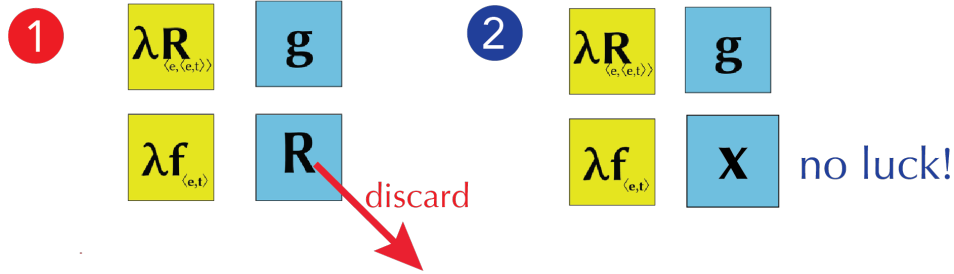 1
λR⟨e,⟨e,t⟩⟩ g
λf⟨e,t⟩ R
discard
2
λR⟨e,⟨e,t⟩⟩ g
λf⟨e,t⟩ x no luck!